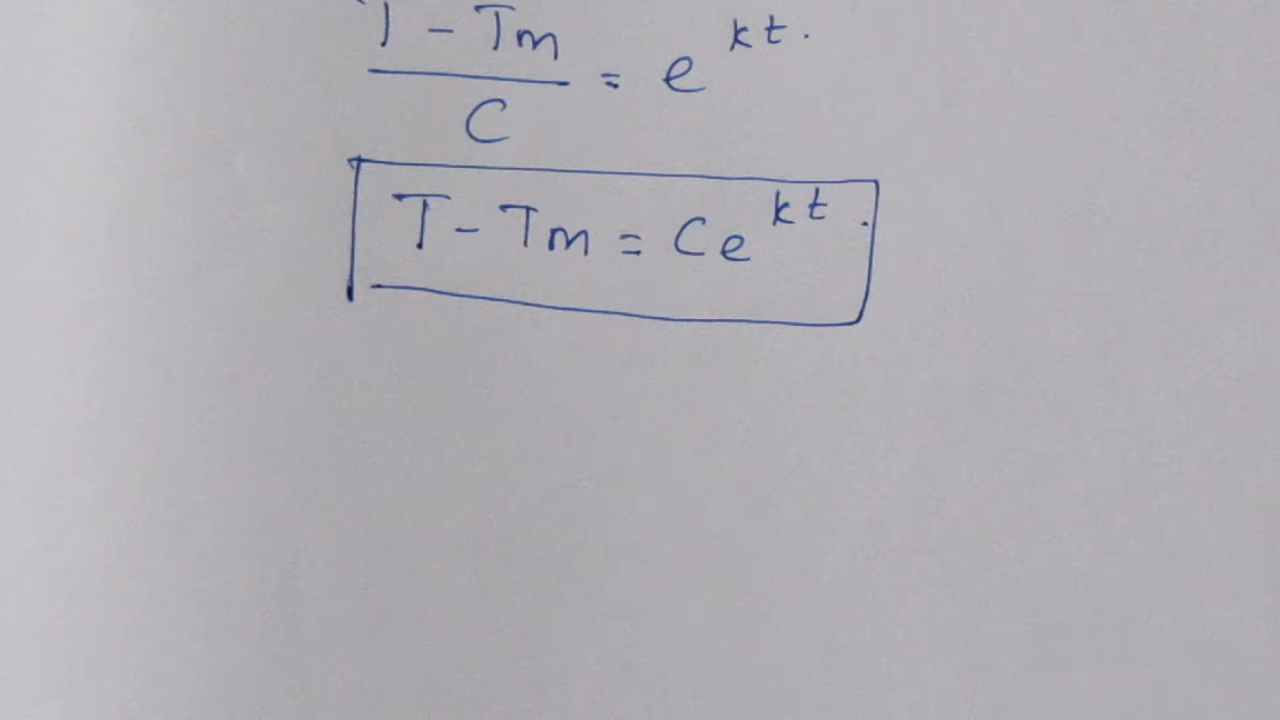 T - Tm
———— = e^{kt}.
C
T - Tm = Ce^{kt}.